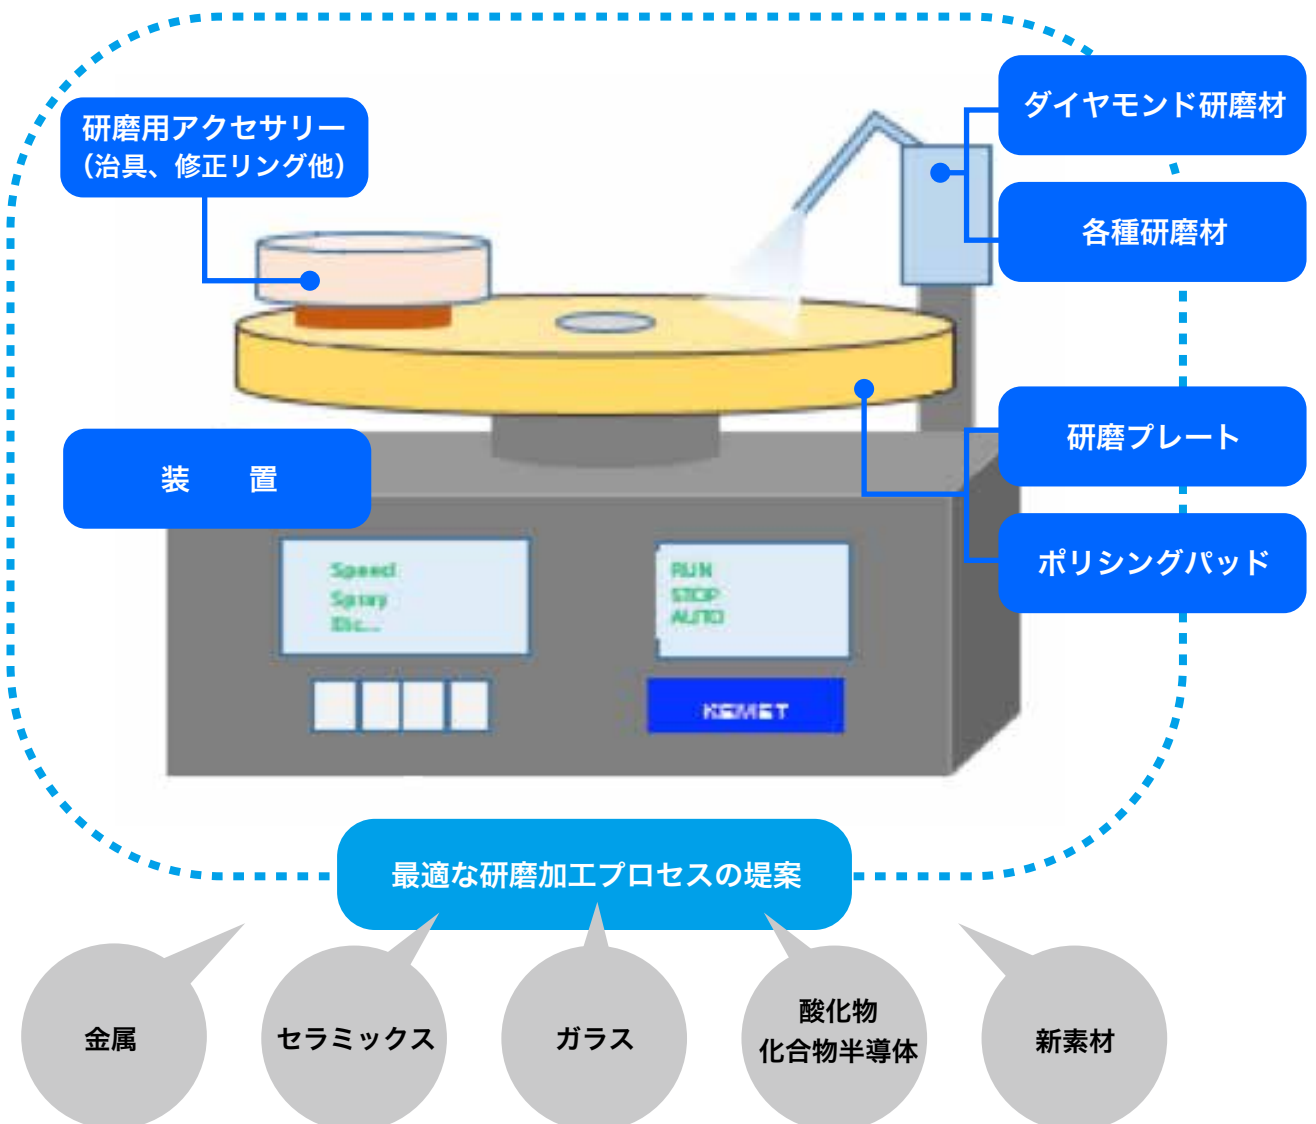 ダイヤモンド研磨材
研磨用アクセサリー
（治具、修正リング他）
各種研磨材
研磨プレート
装　　置
ポリシングパッド
Speed
Spray
Etc...
RUN
STOP
AUTO
KEMET
最適な研磨加工プロセスの堤案
金属
セラミックス
ガラス
酸化物
化合物半導体
新素材